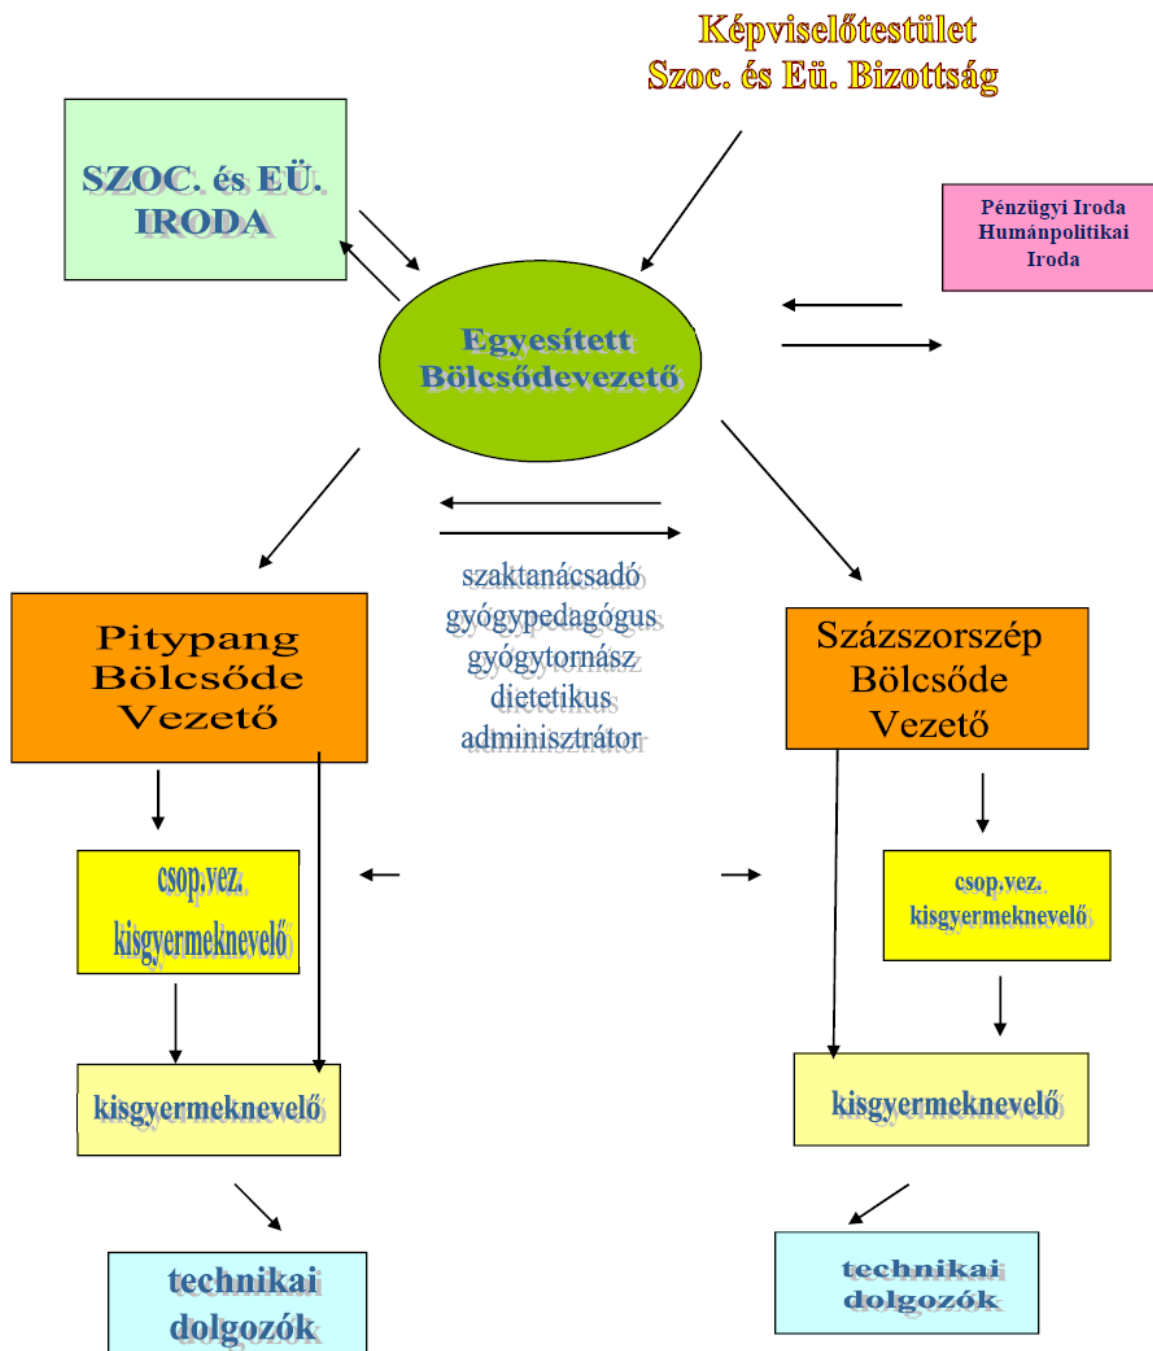 Képviselőtestület
Szoc. és Eü. Bizottság
SZOC. és EÜ.
IRODA
Pénzügyi Iroda
Humánpolitikai
Iroda
Egyesített
Bölcsődevezető
szaktanácsadó
gyógypedagógus
gyógytornász
dietetikus
adminisztrátor
Pitypang
Bölcsőde
Vezető
Százszorszép
Bölcsőde
Vezető
csop.vez.
kisgyermeknevelő
csop.vez.
kisgyermeknevelő
kisgyermeknevelő
kisgyermeknevelő
technikai
dolgozók
technikai
dolgozók